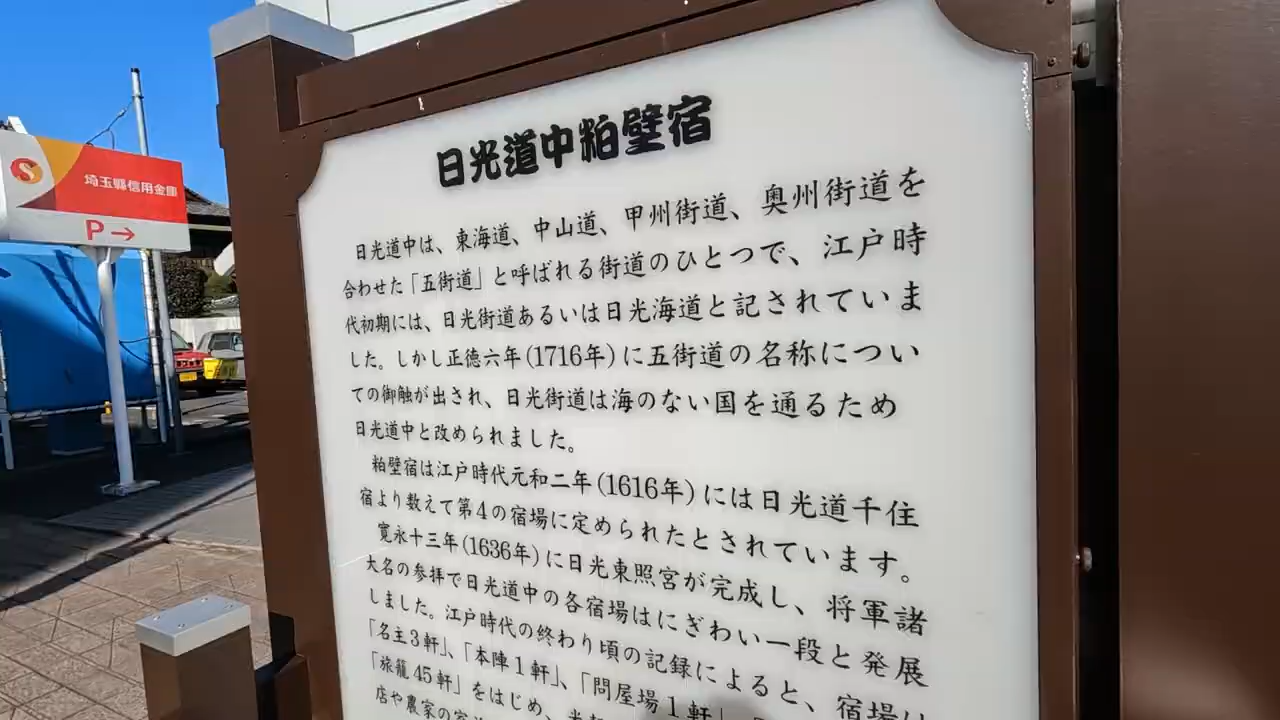 日光道中粕壁宿
日光道中は、東海道、中山道、甲州街道、奥州街道を
合わせた「五街道」と呼ばれる街道のひとつで、江戸時
代初期には、日光街道あるいは日光海道と記されていま
した。しかし正徳六年(1716年)に五街道の名称につい
ての御触が出され、日光街道は海のない国を通るため
日光道中と改められました。
粕壁宿は江戸時代元和二年(1616年)には日光道千住
宿より数えて第4の宿場に定められたとされています。
寛永十三年(1636年)に日光東照宮が完成し、将軍諸
大名の参拝で日光道中の各宿場はにぎわい一段と発展
しました。江戸時代の終わり頃の記録によると、宿場は
「名主3軒」、「本陣1軒」、「問屋場1軒」
「旅籠45軒」をはじめ、
店や農家の
埼玉縣信用金庫
P→